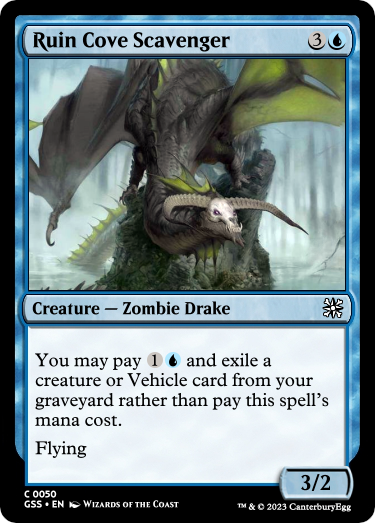 Ruin Cove Scavenger 3
Creature — Zombie Drake
You may pay 1 and exile a
creature or Vehicle card from your
graveyard rather than pay this spell's
mana cost.
Flying
3/2
C 0050
GSS • EN Wizards of the Coast
™ & © 2023 CanterburyEgg